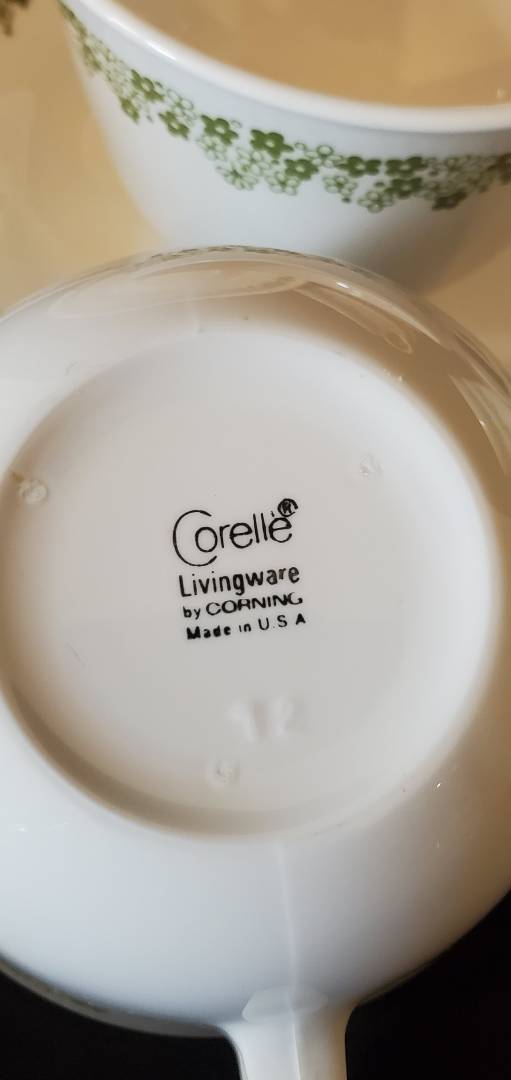 Corelle®
Livingware
by CORNING
Made in U.S A
12